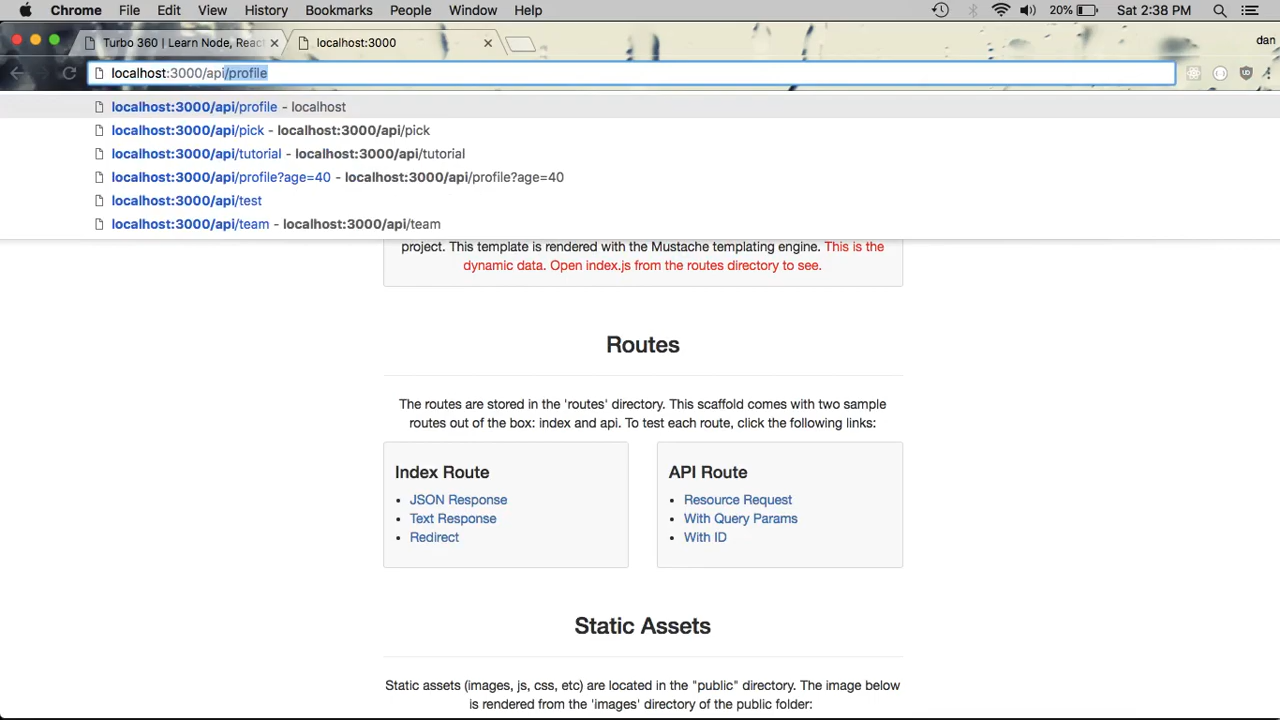 Chrome File Edit View History Bookmarks People Window Help 20% Sat 2:38 PM
Turbo 360 | Learn Node, Reac localhost:3000 dan
localhost:3000/api/profile
localhost:3000/api/profile - localhost
localhost:3000/api/pick - localhost:3000/api/pick
localhost:3000/api/tutorial - localhost:3000/api/tutorial
localhost:3000/api/profile?age=40 - localhost:3000/api/profile?age=40
localhost:3000/api/test
localhost:3000/api/team - localhost:3000/api/team
project. This template is rendered with the Mustache templating engine. This is the
dynamic data. Open index.js from the routes directory to see.
Routes
The routes are stored in the 'routes' directory. This scaffold comes with two sample
routes out of the box: index and api. To test each route, click the following links:
Index Route
JSON Response
Text Response
Redirect
API Route
Resource Request
With Query Params
With ID
Static Assets
Static assets (images, js, css, etc) are located in the "public" directory. The image below
is rendered from the 'images' directory of the public folder: